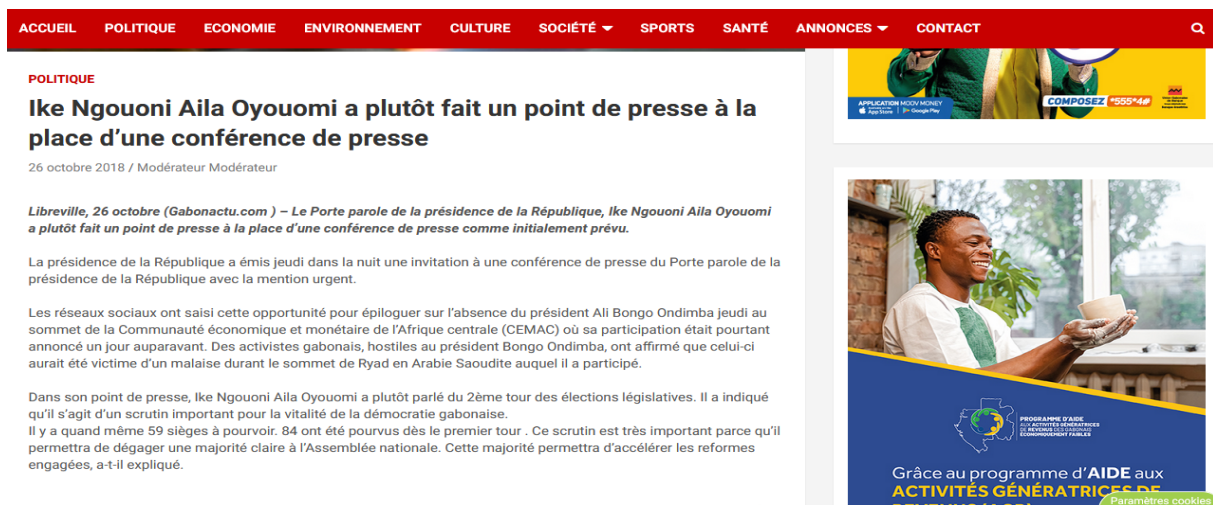 ACCUEIL POLITIQUE ECONOMIE ENVIRONNEMENT CULTURE SOCIÉTÉ SPORTS SANTÉ ANNONCES CONTACT
POLITIQUE
Ike Ngouoni Aila Oyouomi a plutôt fait un point de presse à la
place d’une conférence de presse
26 octobre 2018 / Modérateur Modérateur
Libreville, 26 octobre (Gabonactu.com ) – Le Porte parole de la présidence de la République, Ike Ngouoni Aila Oyouomi
a plutôt fait un point de presse à la place d’une conférence de presse comme initialement prévu.
La présidence de la République a émis jeudi dans la nuit une invitation à une conférence de presse du Porte parole de la
présidence de la République avec la mention urgent.
Les réseaux sociaux ont saisi cette opportunité pour épiloguer sur l’absence du président Ali Bongo Ondimba jeudi au
sommet de la Communauté économique et monétaire de l’Afrique centrale (CEMAC) où sa participation était pourtant
annoncé un jour auparavant. Des activistes gabonais, hostiles au président Bongo Ondimba, ont affirmé que celui-ci
aurait été victime d’un malaise durant le sommet de Ryad en Arabie Saoudite auquel il a participé.
Dans son point de presse, Ike Ngouoni Aila Oyouomi a plutôt parlé du 2ème tour des élections législatives. Il a indiqué
qu’il s’agit d’un scrutin important pour la vitalité de la démocratie gabonaise.
Il y a quand même 59 sièges à pourvoir. 84 ont été pourvus dès le premier tour . Ce scrutin est très important parce qu’il
permettra de dégager une majorité claire à l’Assemblée nationale. Cette majorité permettra d’accélérer les reformes
engagées, a-t-il expliqué.
APPLICATION MOOV MONEY
App Store Google Play
COMPOSEZ *555*4#
PROGRAMME D’AIDE
AUX ACTIVITÉS GÉNÉRATRICES
DE REVENUS DES GABONAIS
ÉCONOMIQUEMENT FAIBLES
Grâce au programme d’AIDE aux
ACTIVITÉS GÉNÉRATRICES DE
Paramètres cookies